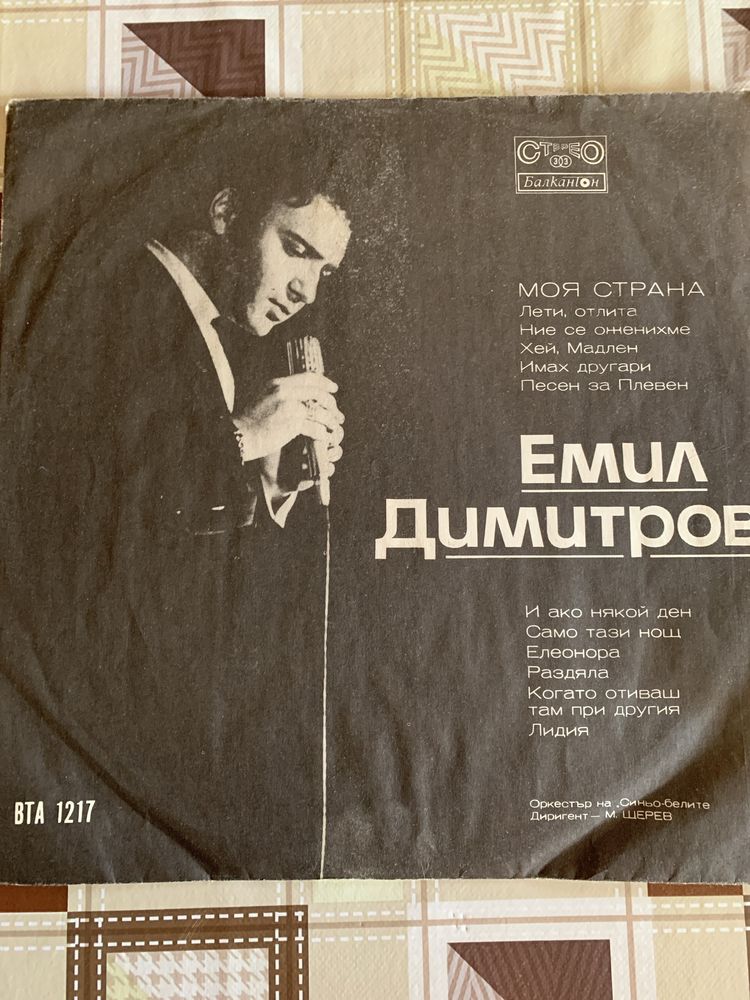 СТЕРЕО
33
Балкантон
МОЯ СТРАНА
Лети, отлита
Ние се оженихме
Хей, Мадлен
Имах другари
Песен за Плевен
Емил
Димитров
И ако някой ден
Само тази нощ
Елеонора
Раздяла
Когато отиваш
там при другия
Лидия
ВТА 1217
Оркестър на „Синьо-белите
Диригент – М. ЩЕРЕВ